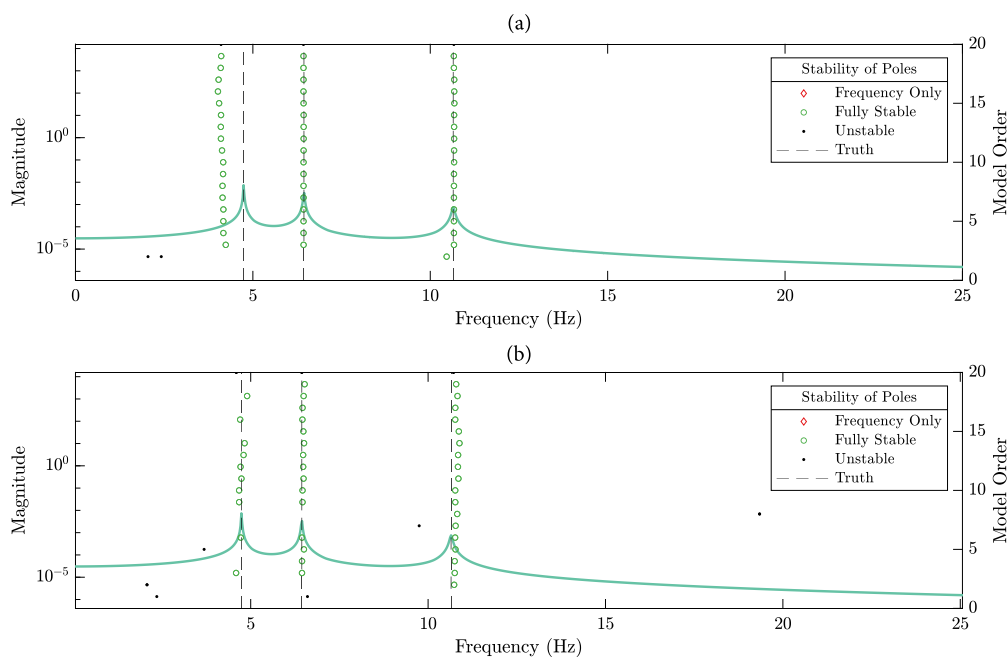 (a)
Magnitude
10^0
10^-5
0 5 10 15 20 25
Frequency (Hz)
0 5 10 15 20
Model Order
Stability of Poles
Frequency Only
Fully Stable
Unstable
Truth
(b)
Magnitude
10^0
10^-5
5 10 15 20 25
Frequency (Hz)
0 5 10 15 20
Model Order
Stability of Poles
Frequency Only
Fully Stable
Unstable
Truth